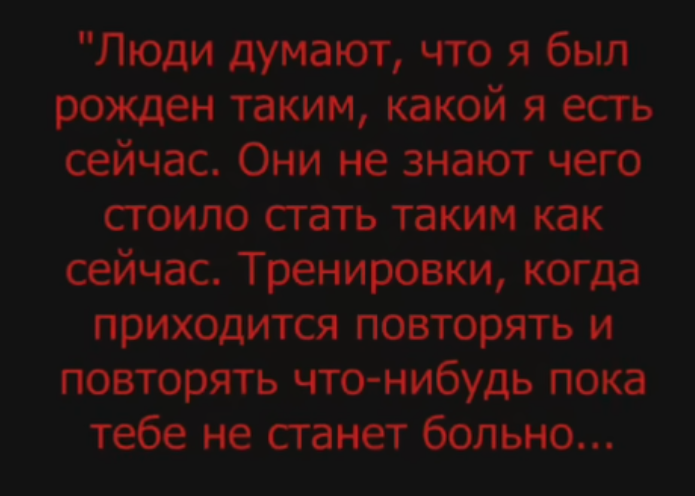 "Люди думают, что я был
рожден таким, какой я есть
сейчас. Они не знают чего
стоило стать таким как
сейчас. Тренировки, когда
приходится повторять и
повторять что-нибудь пока
тебе не станет больно...